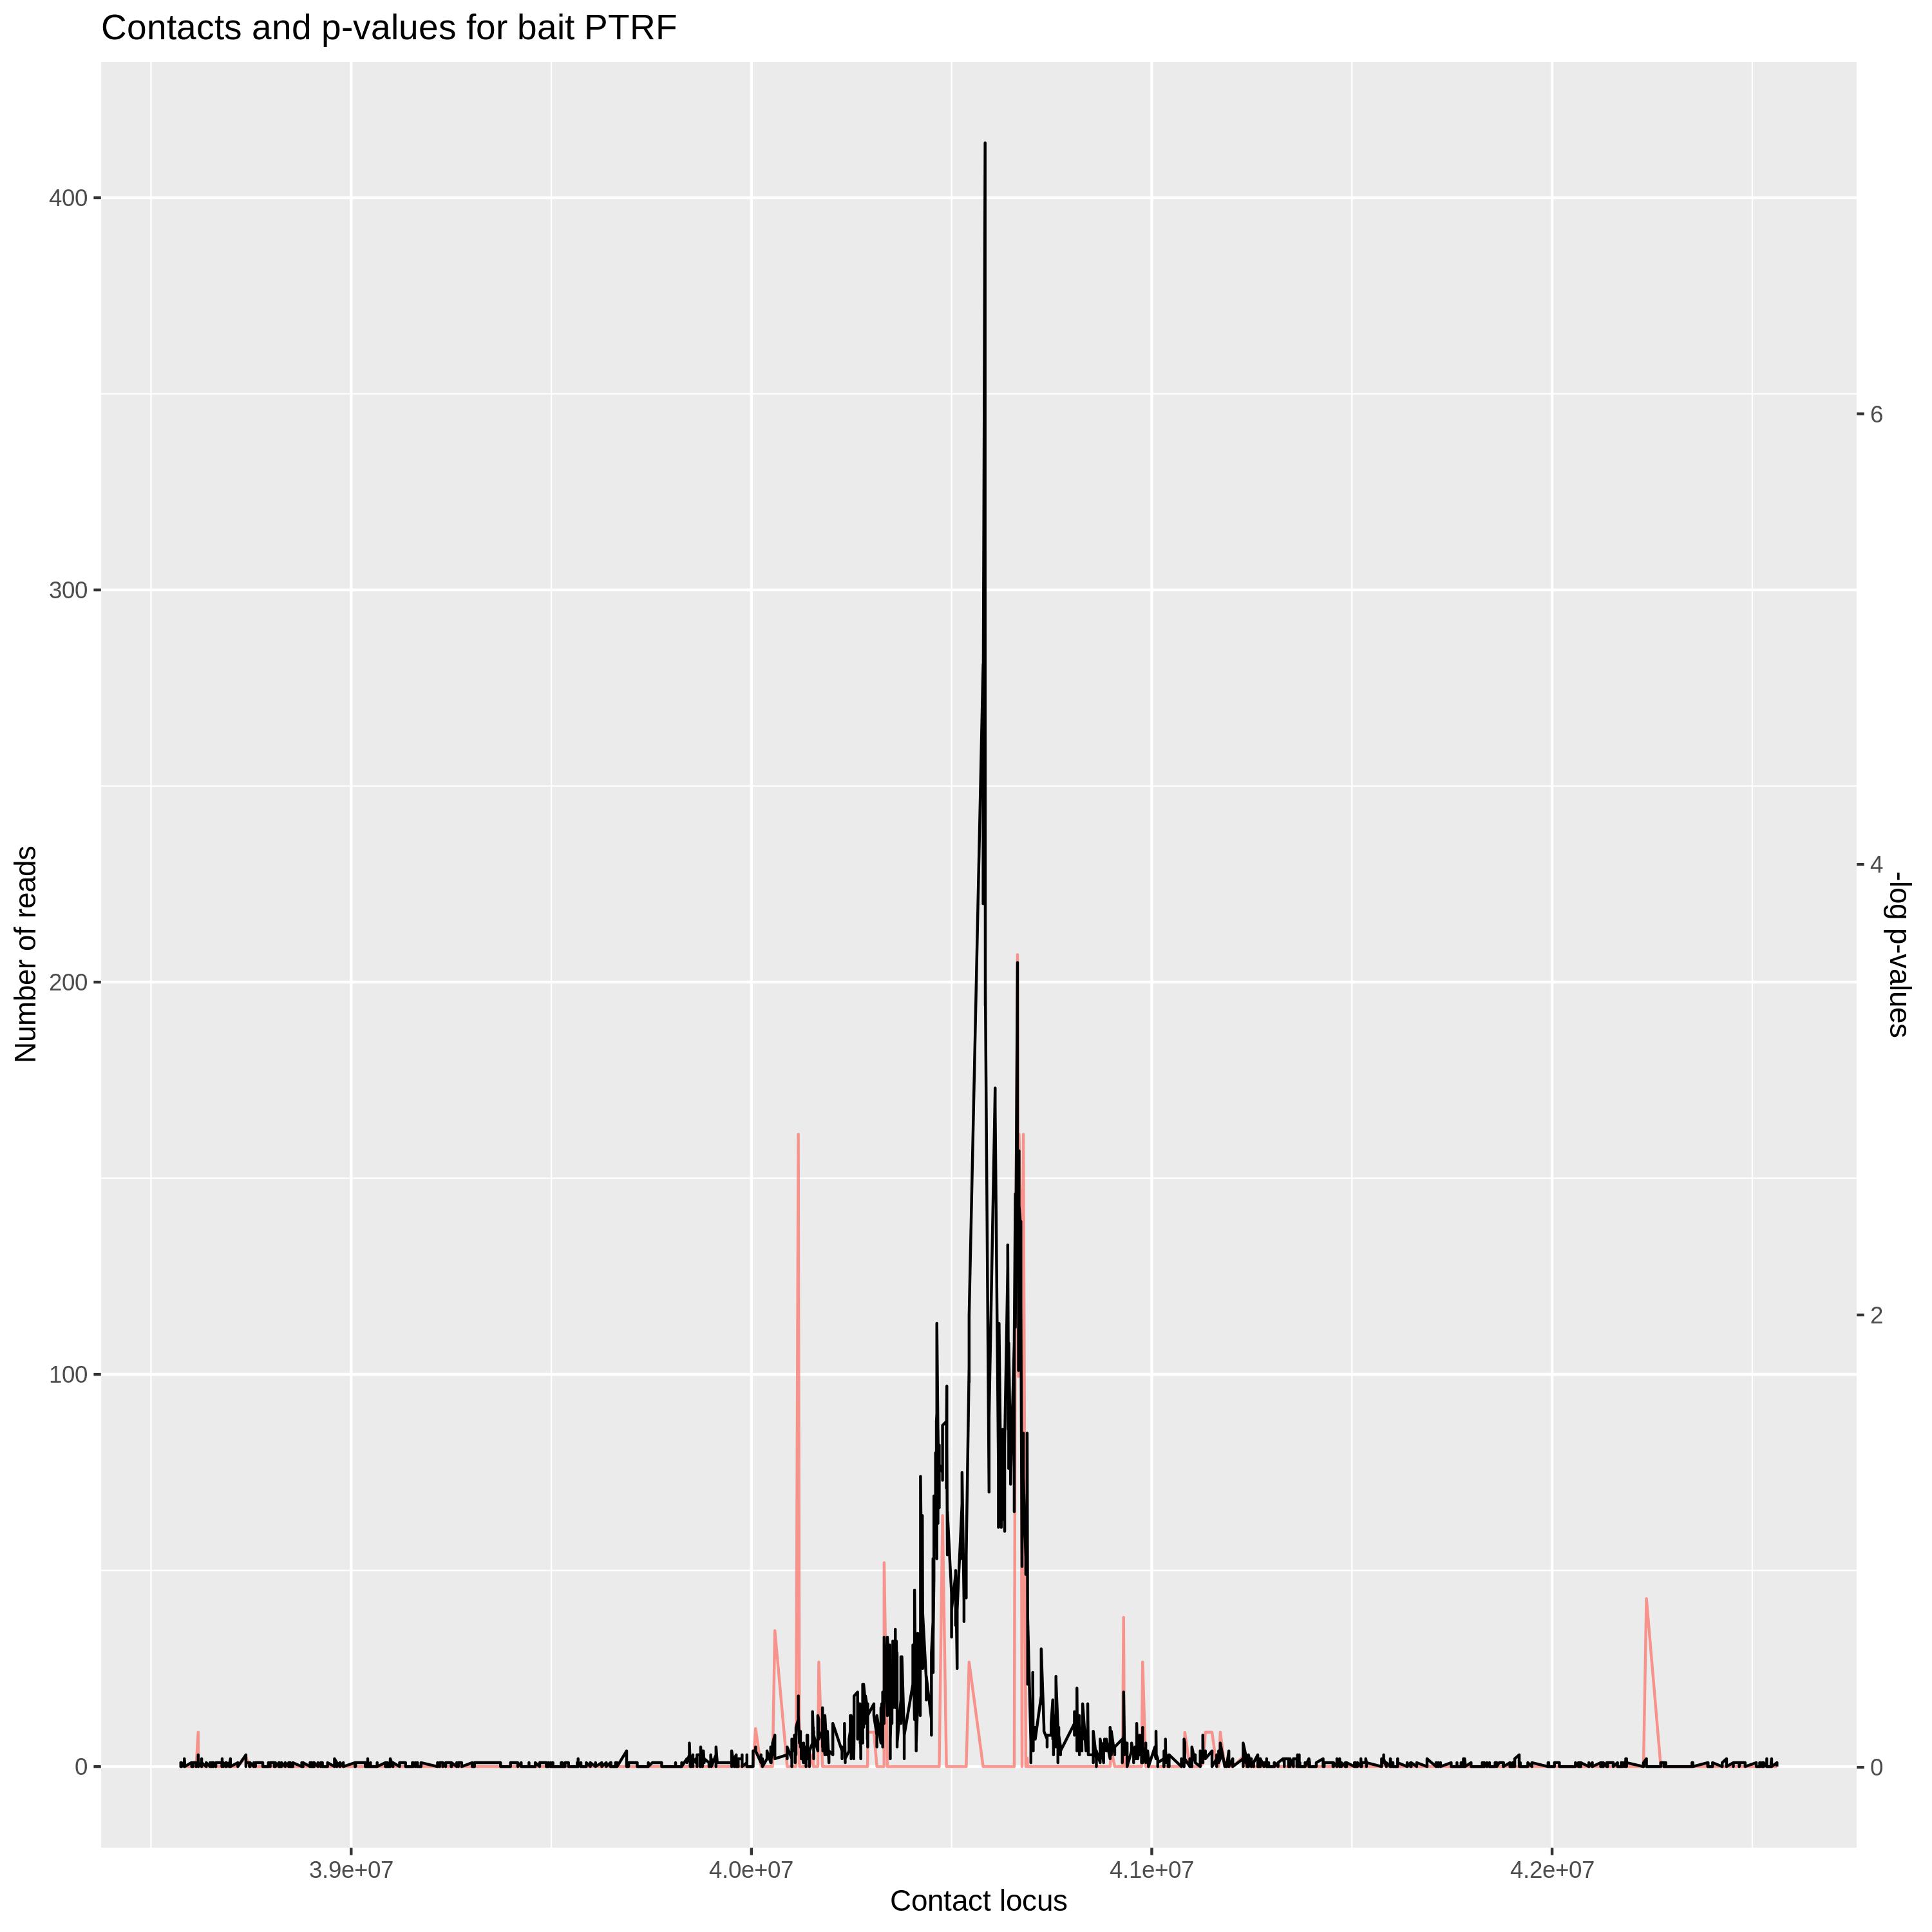 Contacts and p-values for bait PTRF
400
300
200
100
0
Number of reads
6
4
2
0
-log p-values
3.9e+07
4.0e+07
4.1e+07
4.2e+07
Contact locus